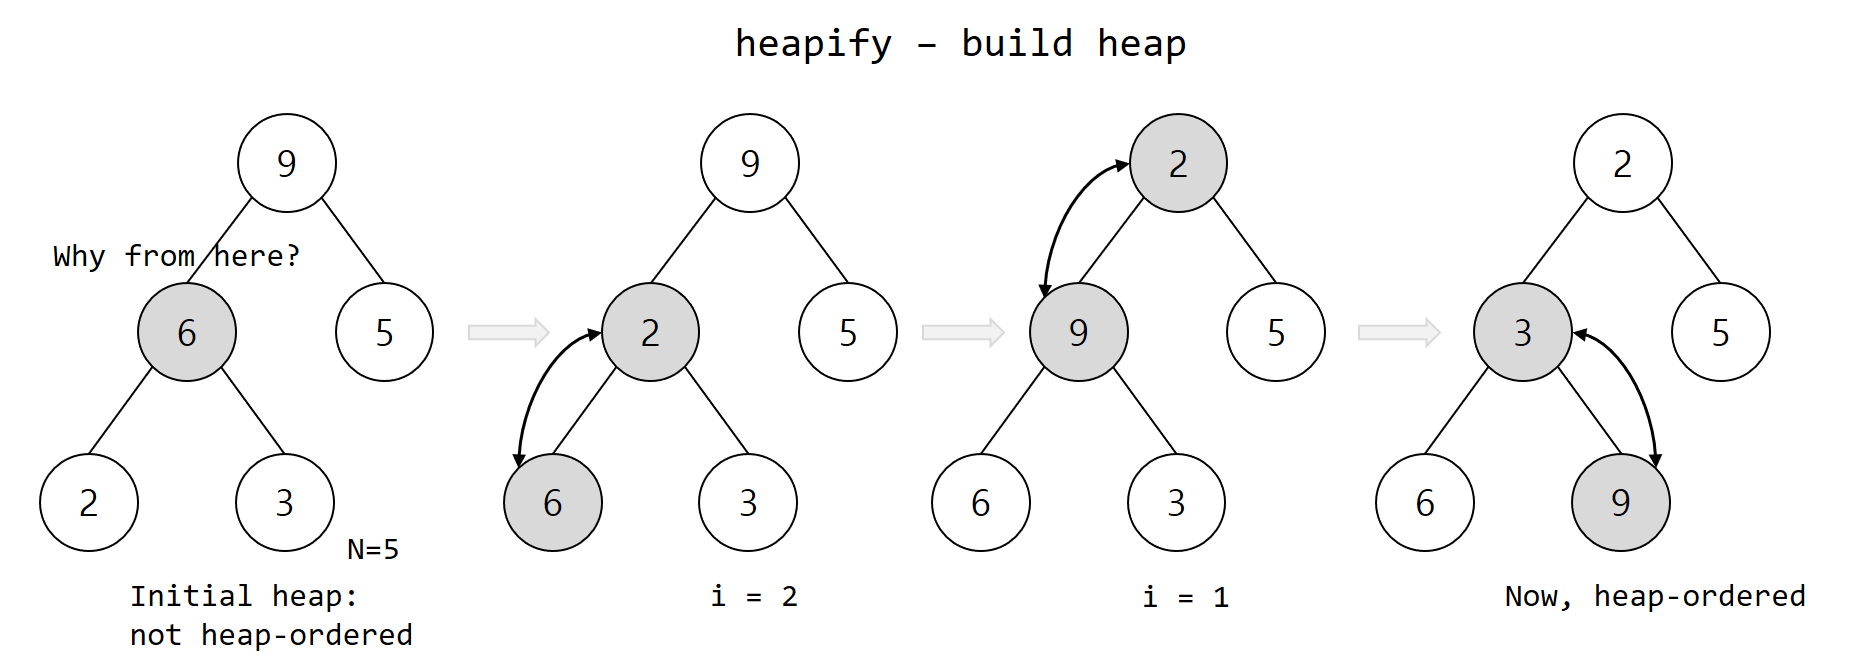 heapify – build heap
9
Why from here?
6
5
2
3
N=5
Initial heap:
not heap-ordered
9
2
5
6
3
i = 2
2
9
5
6
3
i = 1
2
3
5
6
9
Now, heap-ordered